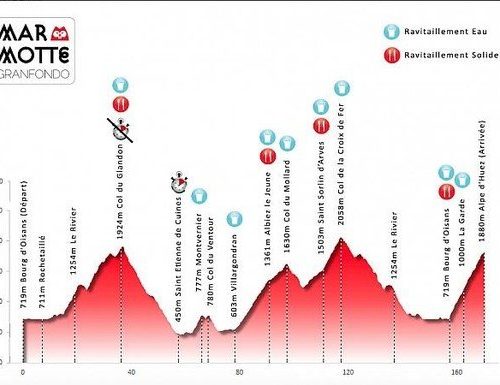 MAR
MOTTE
GRANFONDO
Ravitaillement Eau
Ravitaillement Solide
719m Bourg d'Oisans (Départ)
711m Rochetaillé
1254m Le Rivier
1924m Col du Glandon
450m Saint Etienne de Cuines
777m Montvernier
780m Col du Ventour
603m Villargondran
1361m Albiez le Jeune
1630m Col du Mollard
1503m Saint Sorlin d'Arves
2058m Col de la Croix de Fer
1254m Le Rivier
719m Bourg d'Oisans
1000m La Garde
1880m Alpe d'Huez (Arrivée)
0
40
80
120
160